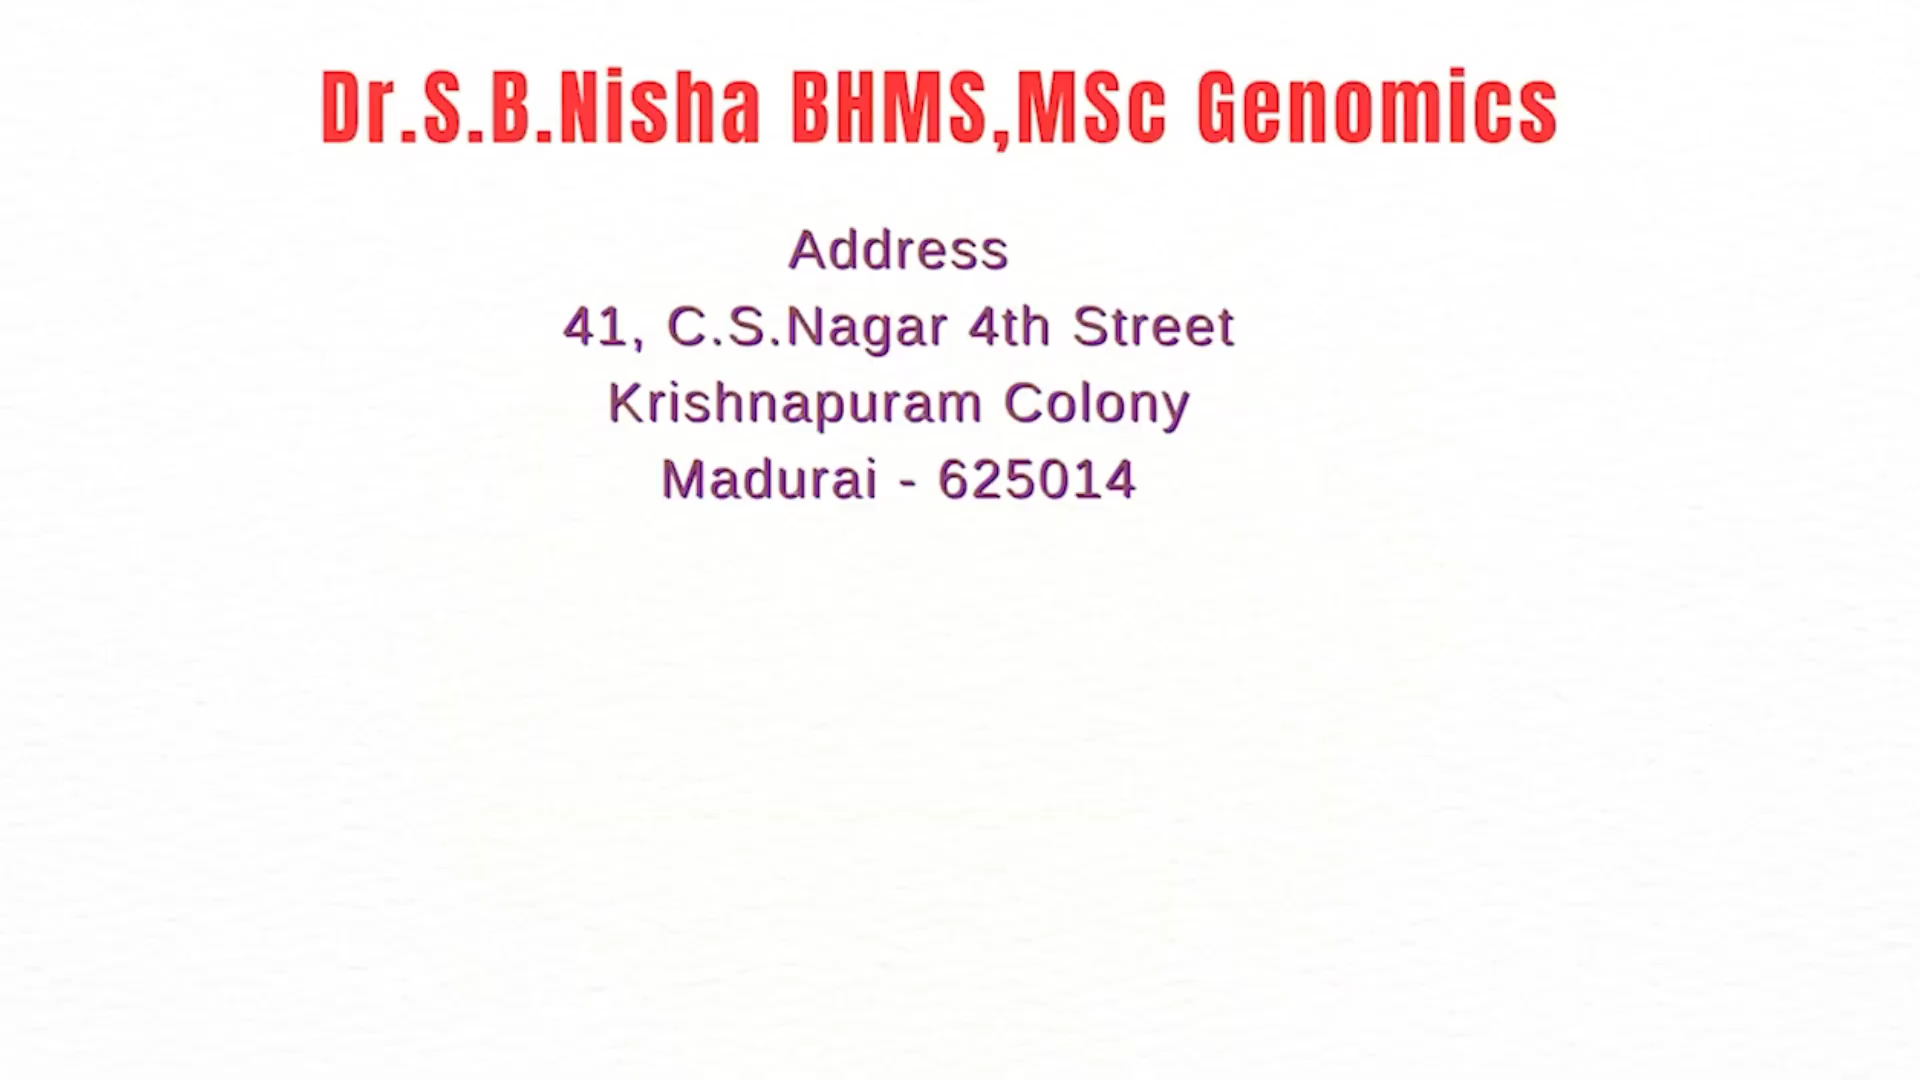 Dr.S.B.Nisha BHMS,MSc Genomics
Address
41, C.S.Nagar 4th Street
Krishnapuram Colony
Madurai - 625014